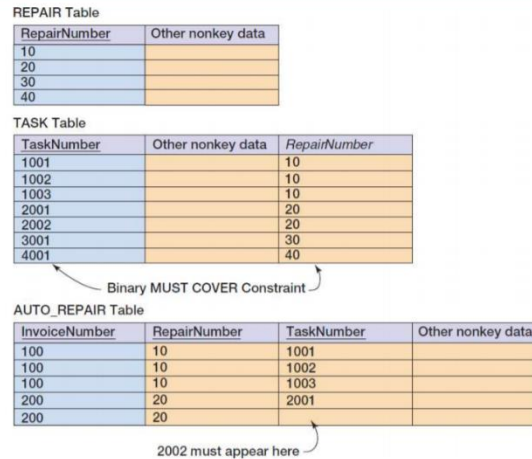 REPAIR Table
RepairNumber Other nonkey data
10
20
30
40
TASK Table
TaskNumber Other nonkey data RepairNumber
1001 10
1002 10
1003 10
2001 20
2002 20
3001 30
4001 40
Binary MUST COVER Constraint
AUTO_REPAIR Table
InvoiceNumber RepairNumber TaskNumber Other nonkey data
100 10 1001
100 10 1002
100 10 1003
200 20 2001
200 20
2002 must appear here